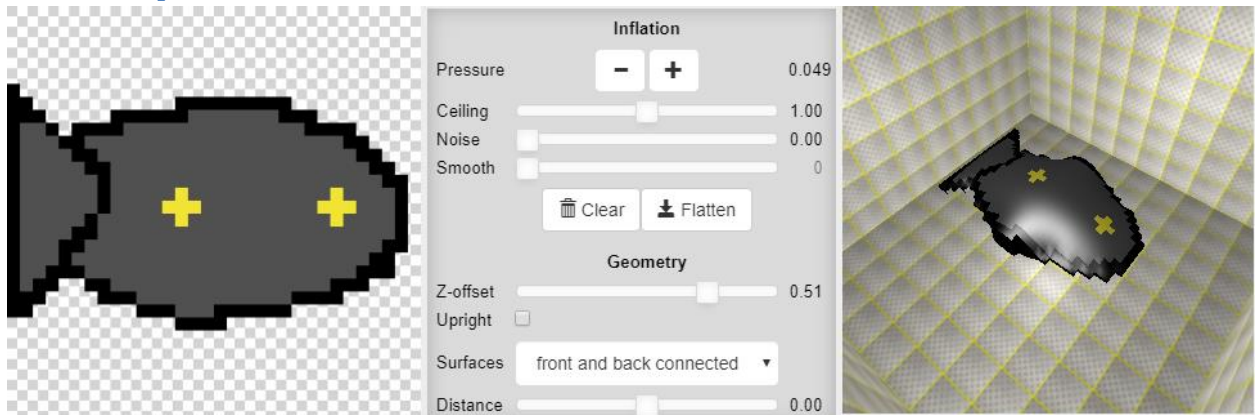 Inflation
Pressure − + 0.049
Ceiling 1.00
Noise 0.00
Smooth 0
Clear Flatten
Geometry
Z-offset 0.51
Upright
Surfaces front and back connected
Distance 0.00